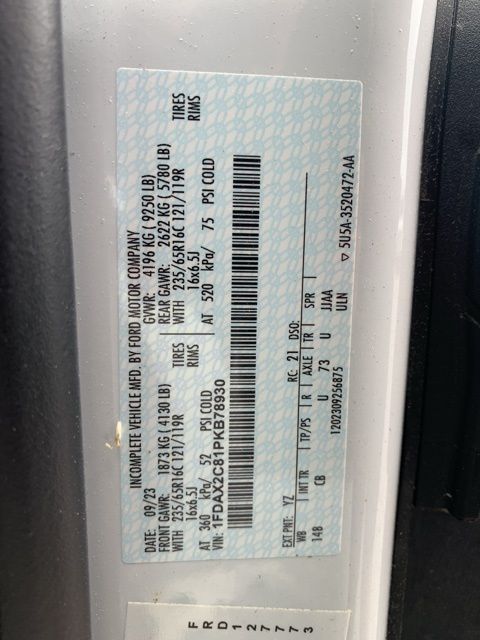 INCOMPLETE VEHICLE MFD. BY FORD MOTOR COMPANY
DATE: 09/23 GVWR: 4196 KG ( 9250 LB)
FRONT GAWR: 1873 KG ( 4130 LB) REAR GAWR: 2622 KG ( 5780 LB)
WITH 235/65R16C 121/119R TIRES WITH 235/65R16C 121/119R TIRES
16x6.5J RIMS 16x6.5J RIMS
AT 360 kPa/ 52 PSI COLD AT 520 kPa/ 75 PSI COLD
VIN: 1FDAX2C81PKB78930
EXT PNT: YZ RC: 21 DSO:
WB INT TR TP/PS R AXLE TR SPR
148 CB U 73 U JJAA
1202309256875 ULN
▽ 5U5A-3520472-AA
F
R
D
1
2
7
7
7
3